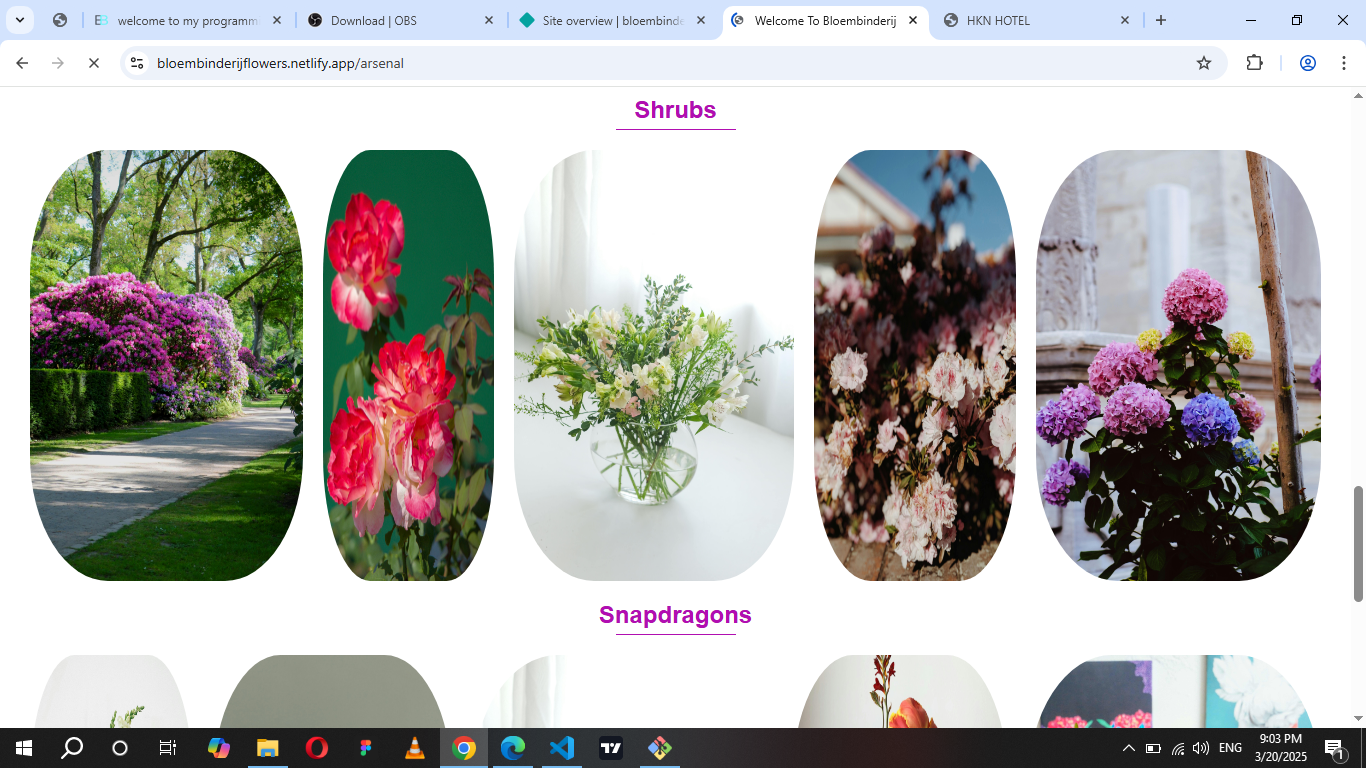 welcome to my programm
Download | OBS
Site overview | bloembinde
Welcome To Bloembinderij
HKN HOTEL
bloembinderijflowers.netlify.app/arsenal
Shrubs
Snapdragons
ENG
9:03 PM
3/20/2025
1